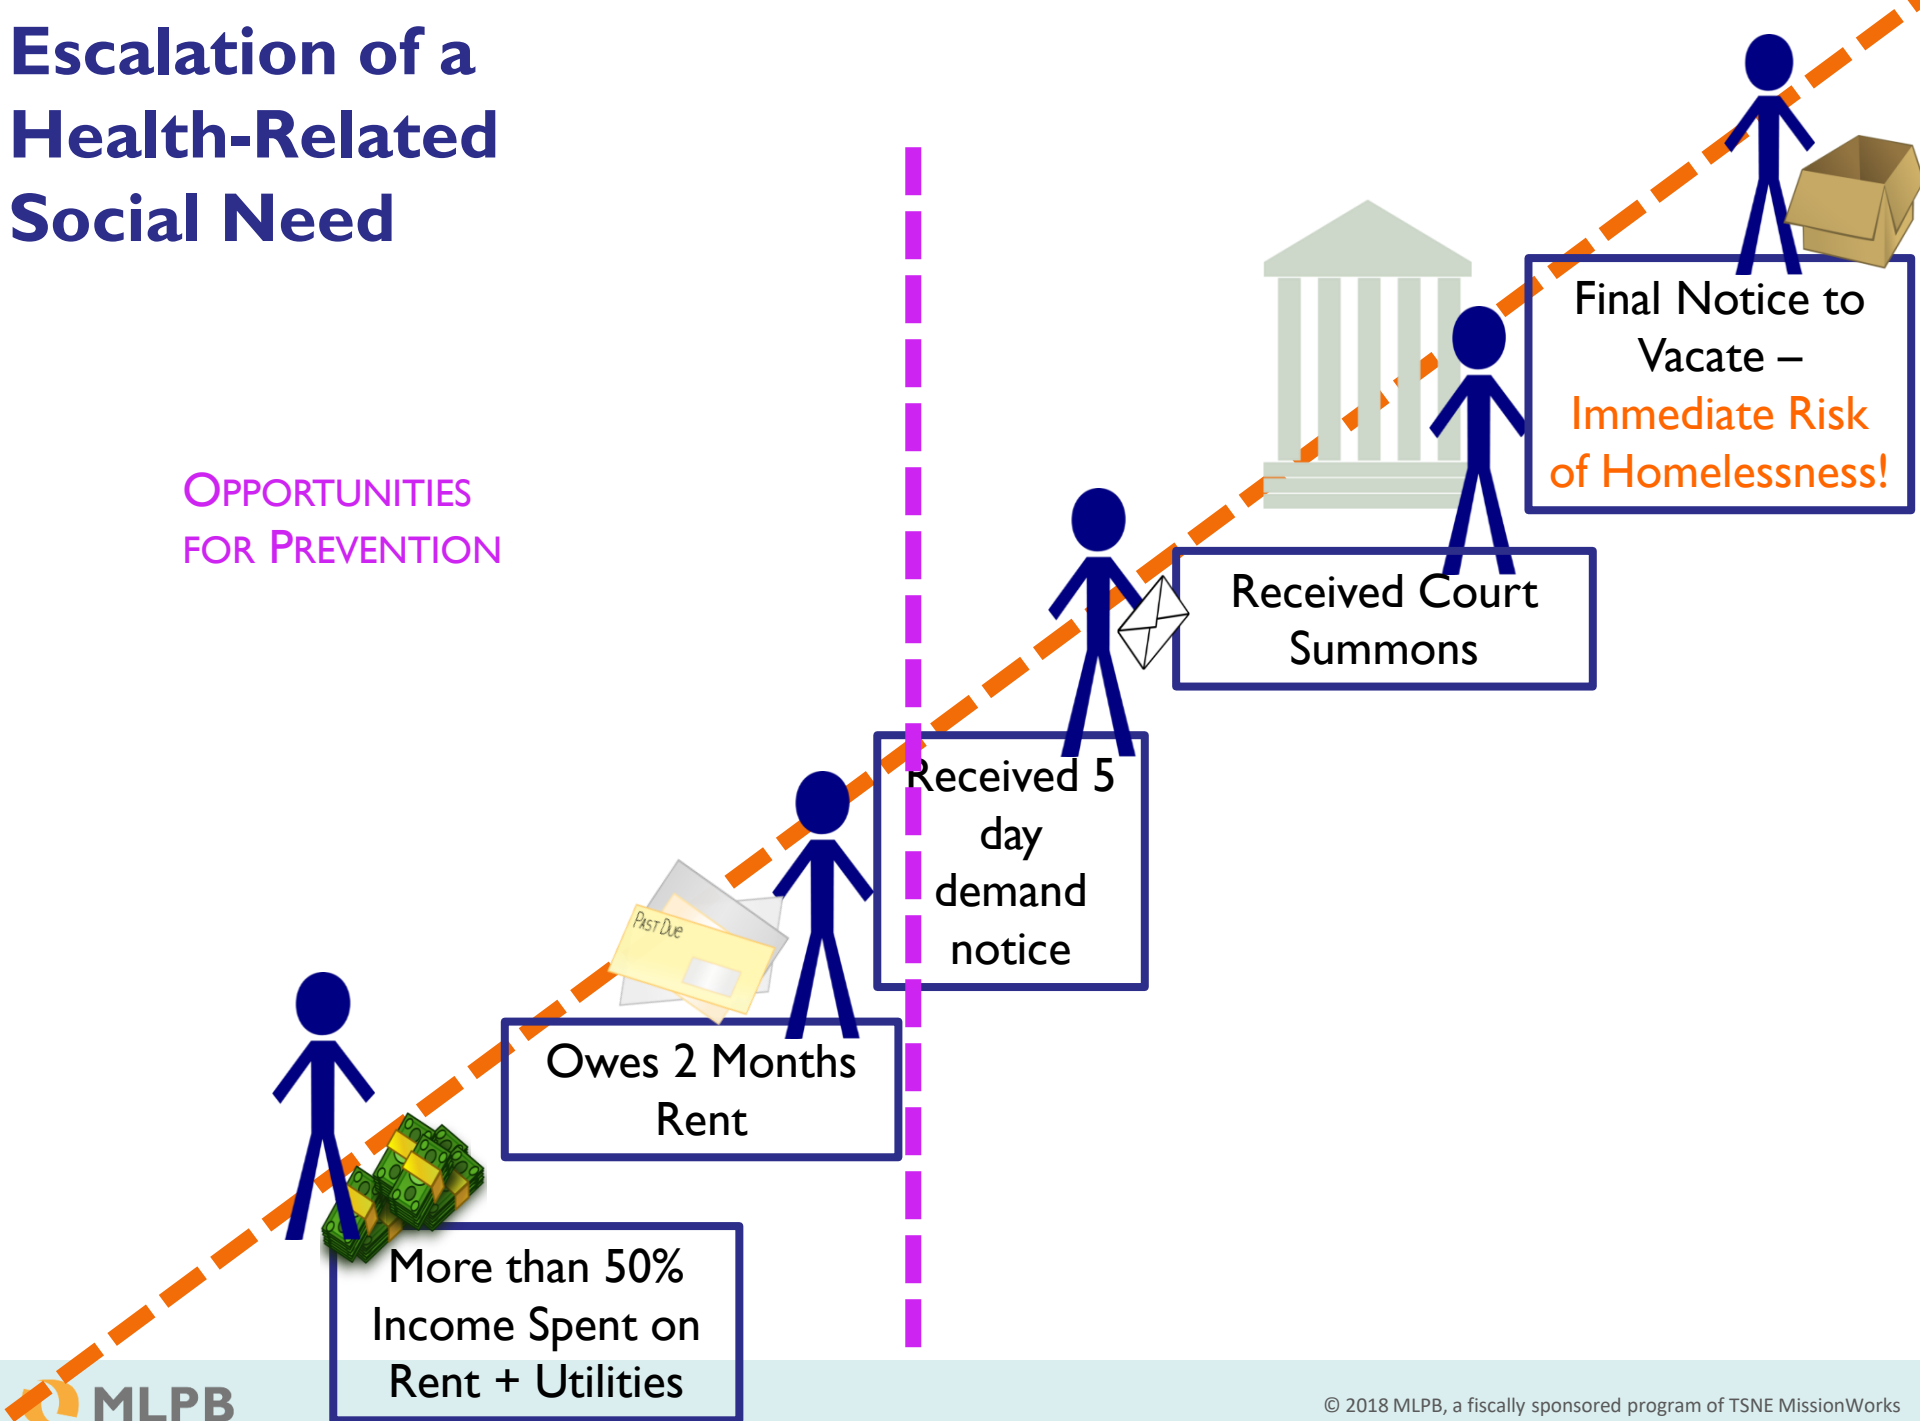 Escalation of a
Health-Related
Social Need
OPPORTUNITIES
FOR PREVENTION
Final Notice to
Vacate –
Immediate Risk
of Homelessness!
Received Court
Summons
Received 5
day
demand
notice
PAST DUE
Owes 2 Months
Rent
More than 50%
Income Spent on
Rent + Utilities
MLPB
© 2018 MLPB, a fiscally sponsored program of TSNE MissionWorks